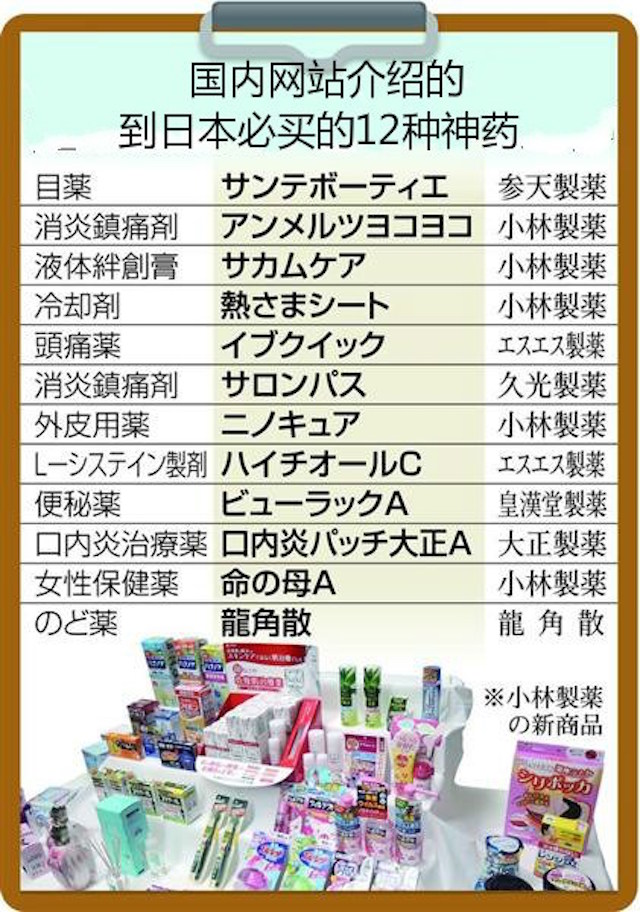 国内网站介绍的
到日本必买的12种神药
目薬 サンテボーティエ 参天製薬
消炎鎮痛剤 アンメルツヨコヨコ 小林製薬
液体絆創膏 サカムケア 小林製薬
冷却剤 熱さまシート 小林製薬
頭痛薬 イブクイック エスエス製薬
消炎鎮痛剤 サロンパス 久光製薬
外皮用薬 ニノキュア 小林製薬
Lーシステイン製剤 ハイチオールC エスエス製薬
便秘薬 ビューラックA 皇漢堂製薬
口内炎治療薬 口内炎パッチ大正A 大正製薬
女性保健薬 命の母A 小林製薬
のど薬 龍角散 龍角散
※小林製薬
の新商品
シリポッカ